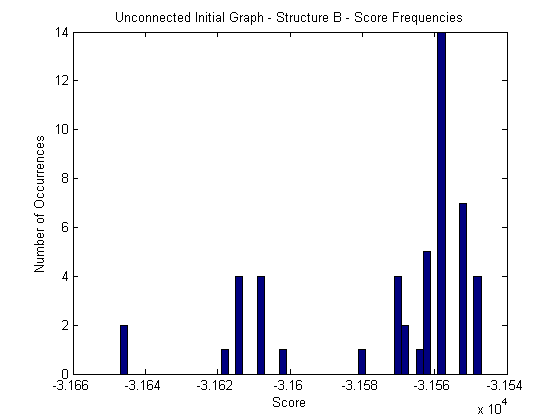 Unconnected Initial Graph - Structure B - Score Frequencies
14
12
10
8
6
4
2
0
Number of Occurrences
-3.166 -3.164 -3.162 -3.16 -3.158 -3.156 -3.154
Score
x 10^4